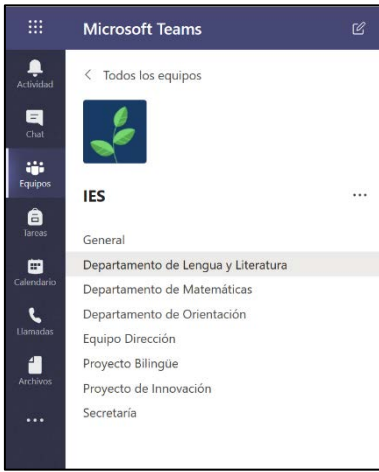 Microsoft Teams
Actividad
Chat
Equipos
Tareas
Calendario
Llamadas
Archivos
Todos los equipos
IES
General
Departamento de Lengua y Literatura
Departamento de Matemáticas
Departamento de Orientación
Equipo Dirección
Proyecto Bilingüe
Proyecto de Innovación
Secretaría